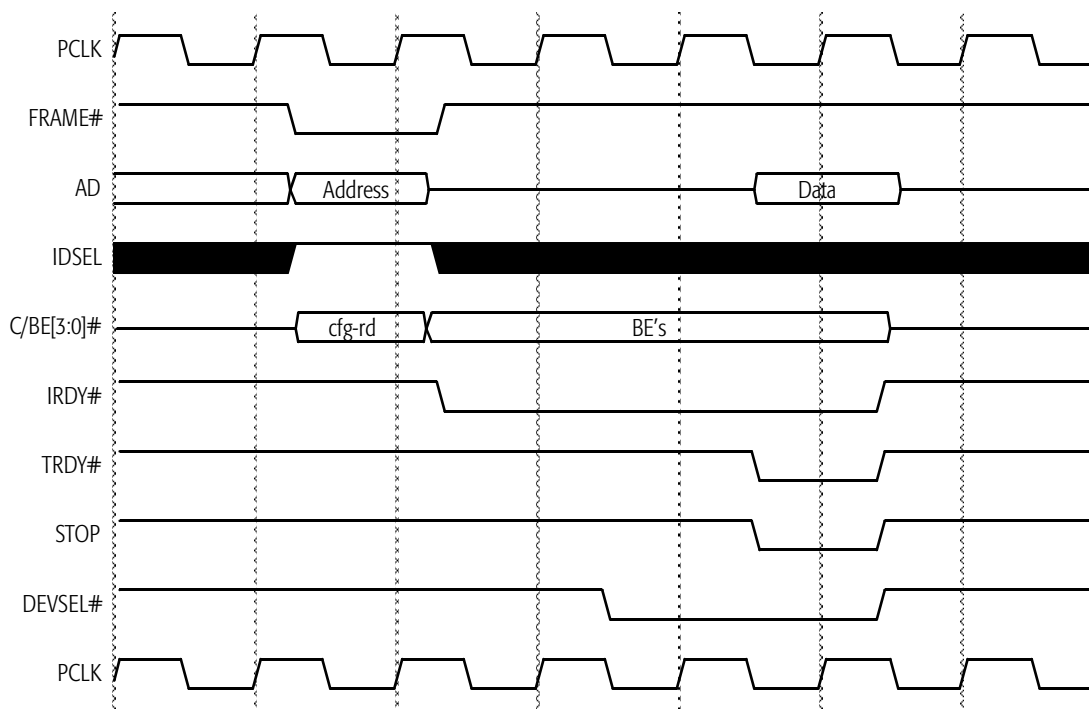 PCLK
FRAME#
AD Address Data
IDSEL
C/BE[3:0]# cfg-rd BE's
IRDY#
TRDY#
STOP
DEVSEL#
PCLK